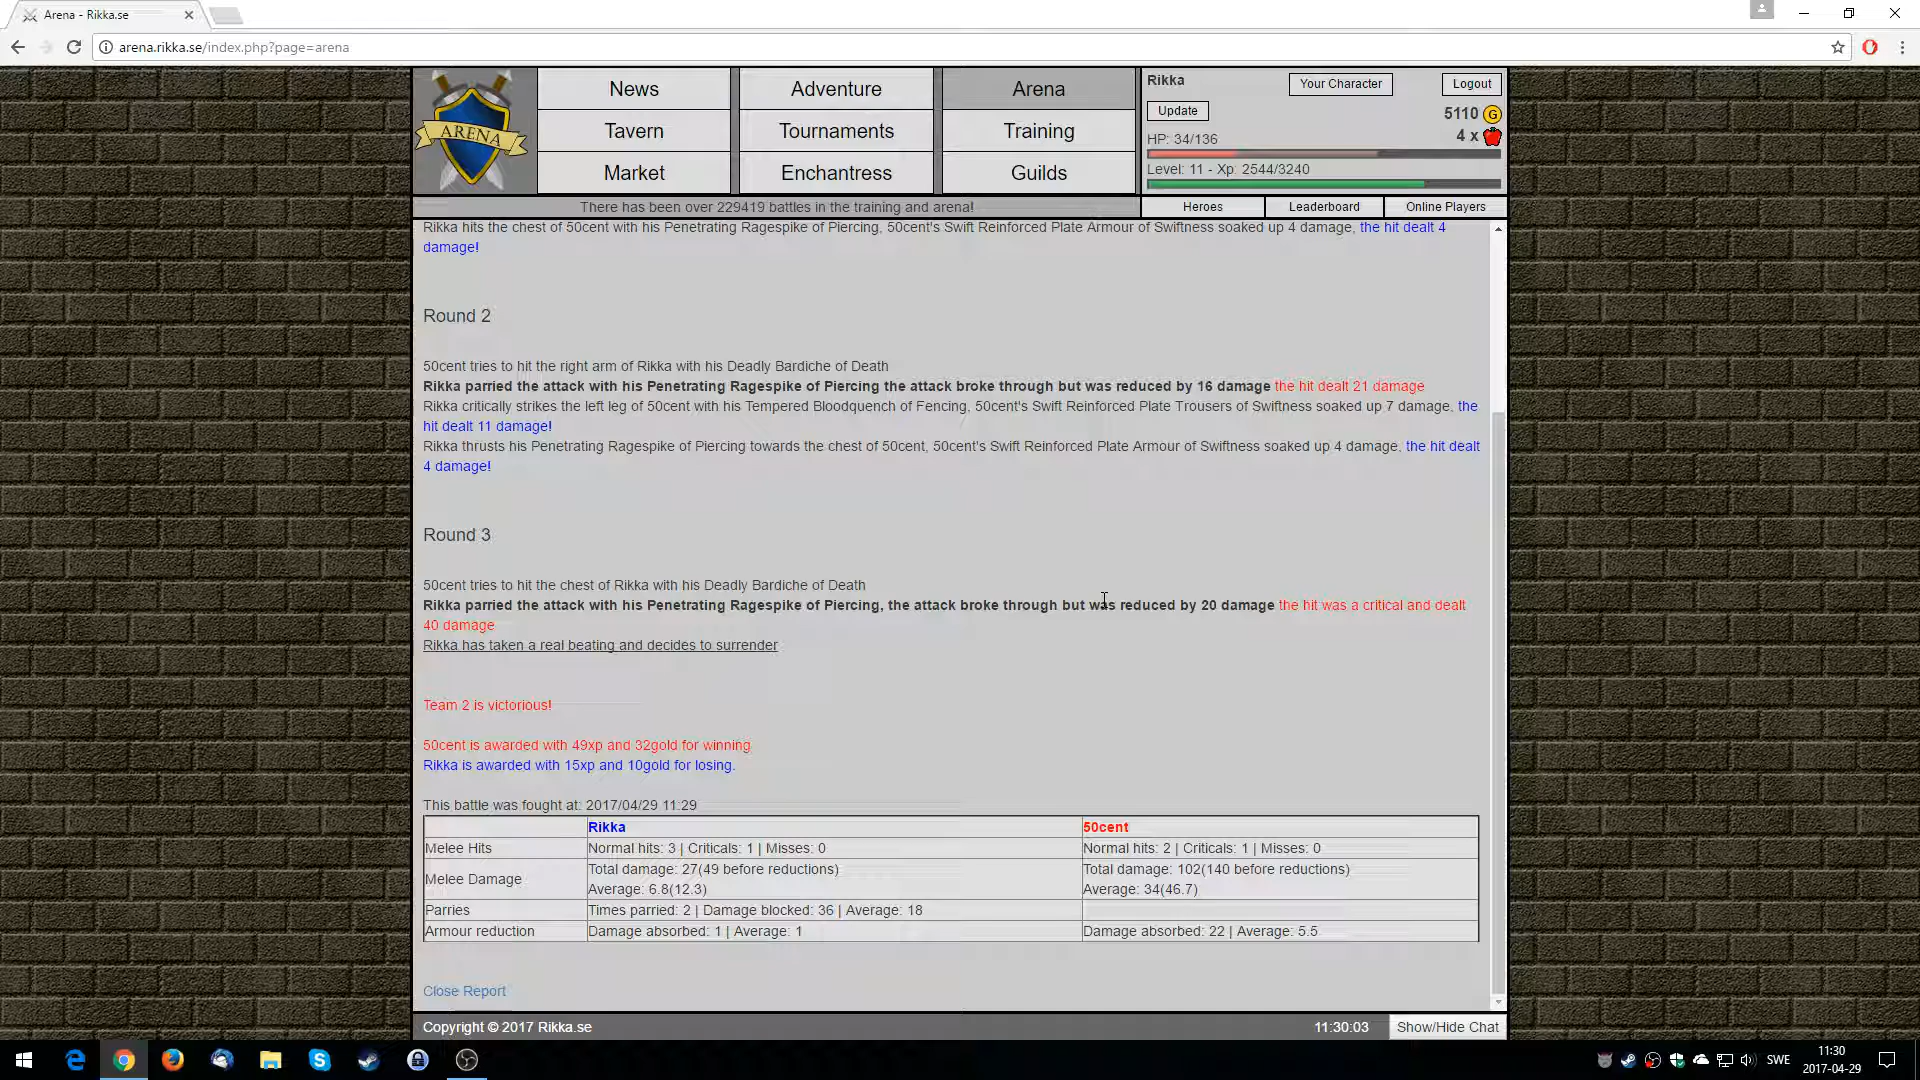 Arena - Rikka.se
arena.rikka.se/index.php?page=arena
ARENA
News
Adventure
Arena
Tavern
Tournaments
Training
Market
Enchantress
Guilds
Rikka
Your Character
Logout
Update
5110 G
HP: 34/136
4 x
Level: 11 - Xp: 2544/3240
There has been over 229419 battles in the training and arena!
Heroes
Leaderboard
Online Players
Rikka hits the chest of 50cent with his Penetrating Ragespike of Piercing, 50cent's Swift Reinforced Plate Armour of Swiftness soaked up 4 damage, the hit dealt 4
damage!
Round 2
50cent tries to hit the right arm of Rikka with his Deadly Bardiche of Death
Rikka parried the attack with his Penetrating Ragespike of Piercing the attack broke through but was reduced by 16 damage the hit dealt 21 damage
Rikka critically strikes the left leg of 50cent with his Tempered Bloodquench of Fencing, 50cent's Swift Reinforced Plate Trousers of Swiftness soaked up 7 damage, the
hit dealt 11 damage!
Rikka thrusts his Penetrating Ragespike of Piercing towards the chest of 50cent, 50cent's Swift Reinforced Plate Armour of Swiftness soaked up 4 damage, the hit dealt
4 damage!
Round 3
50cent tries to hit the chest of Rikka with his Deadly Bardiche of Death
Rikka parried the attack with his Penetrating Ragespike of Piercing, the attack broke through but was reduced by 20 damage the hit was a critical and dealt
40 damage
Rikka has taken a real beating and decides to surrender
Team 2 is victorious!
50cent is awarded with 49xp and 32gold for winning
Rikka is awarded with 15xp and 10gold for losing.
This battle was fought at: 2017/04/29 11:29
Rikka 50cent
Melee Hits Normal hits: 3 | Criticals: 1 | Misses: 0 Normal hits: 2 | Criticals: 1 | Misses: 0
Melee Damage Total damage: 27(49 before reductions) Total damage: 102(140 before reductions)
Average: 6.8(12.3) Average: 34(46.7)
Parries Times parried: 2 | Damage blocked: 36 | Average: 18
Armour reduction Damage absorbed: 1 | Average: 1 Damage absorbed: 22 | Average: 5.5
Close Report
Copyright © 2017 Rikka.se
11:30:03
Show/Hide Chat
SWE
11:30
2017-04-29